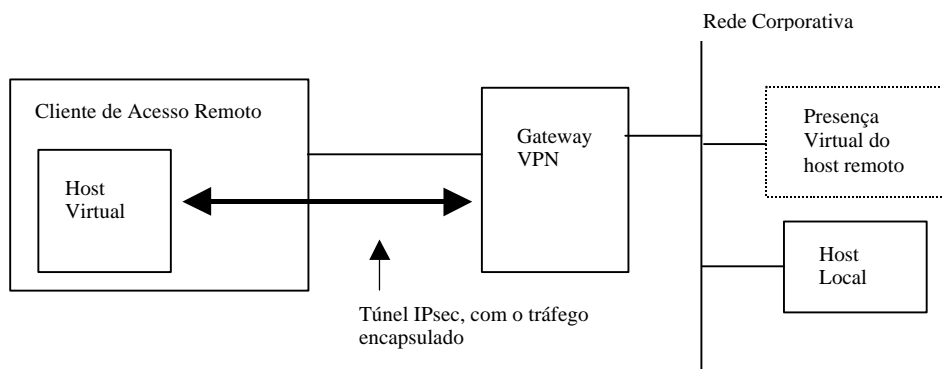 Rede Corporativa
Cliente de Acesso Remoto
Host
Virtual
Gateway
VPN
Presença
Virtual do
host remoto
Host
Local
Túnel IPsec, com o tráfego
encapsulado